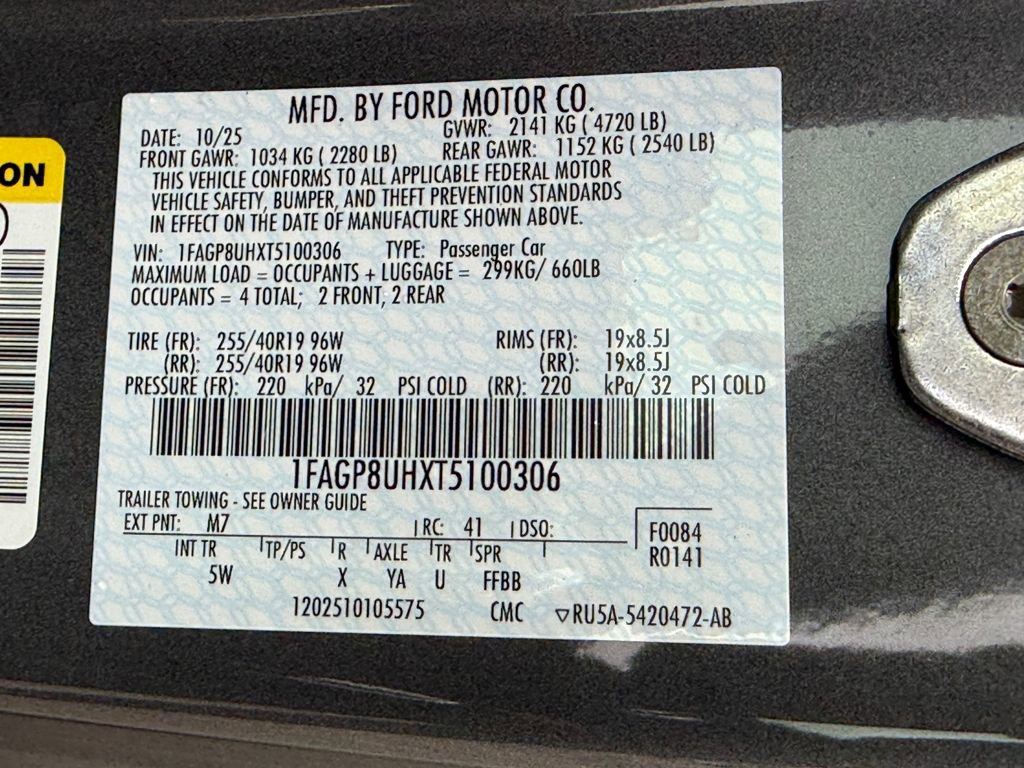 ON
MFD. BY FORD MOTOR CO.
DATE: 10/25 GVWR: 2141 KG ( 4720 LB)
FRONT GAWR: 1034 KG ( 2280 LB) REAR GAWR: 1152 KG ( 2540 LB)
THIS VEHICLE CONFORMS TO ALL APPLICABLE FEDERAL MOTOR
VEHICLE SAFETY, BUMPER, AND THEFT PREVENTION STANDARDS
IN EFFECT ON THE DATE OF MANUFACTURE SHOWN ABOVE.
VIN: 1FAGP8UHXT5100306 TYPE: Passenger Car
MAXIMUM LOAD = OCCUPANTS + LUGGAGE = 299KG/ 660LB
OCCUPANTS = 4 TOTAL; 2 FRONT, 2 REAR
TIRE (FR): 255/40R19 96W RIMS (FR): 19x8.5J
(RR): 255/40R19 96W (RR): 19x8.5J
PRESSURE (FR): 220 kPa/ 32 PSI COLD (RR): 220 kPa/ 32 PSI COLD
1FAGP8UHXT5100306
TRAILER TOWING - SEE OWNER GUIDE
EXT PNT: M7 RC: 41 DSO: F0084
R0141
INT TR TP/PS R AXLE TR SPR
5W X YA U FFBB
1202510105575 CMC ▽RU5A-5420472-AB